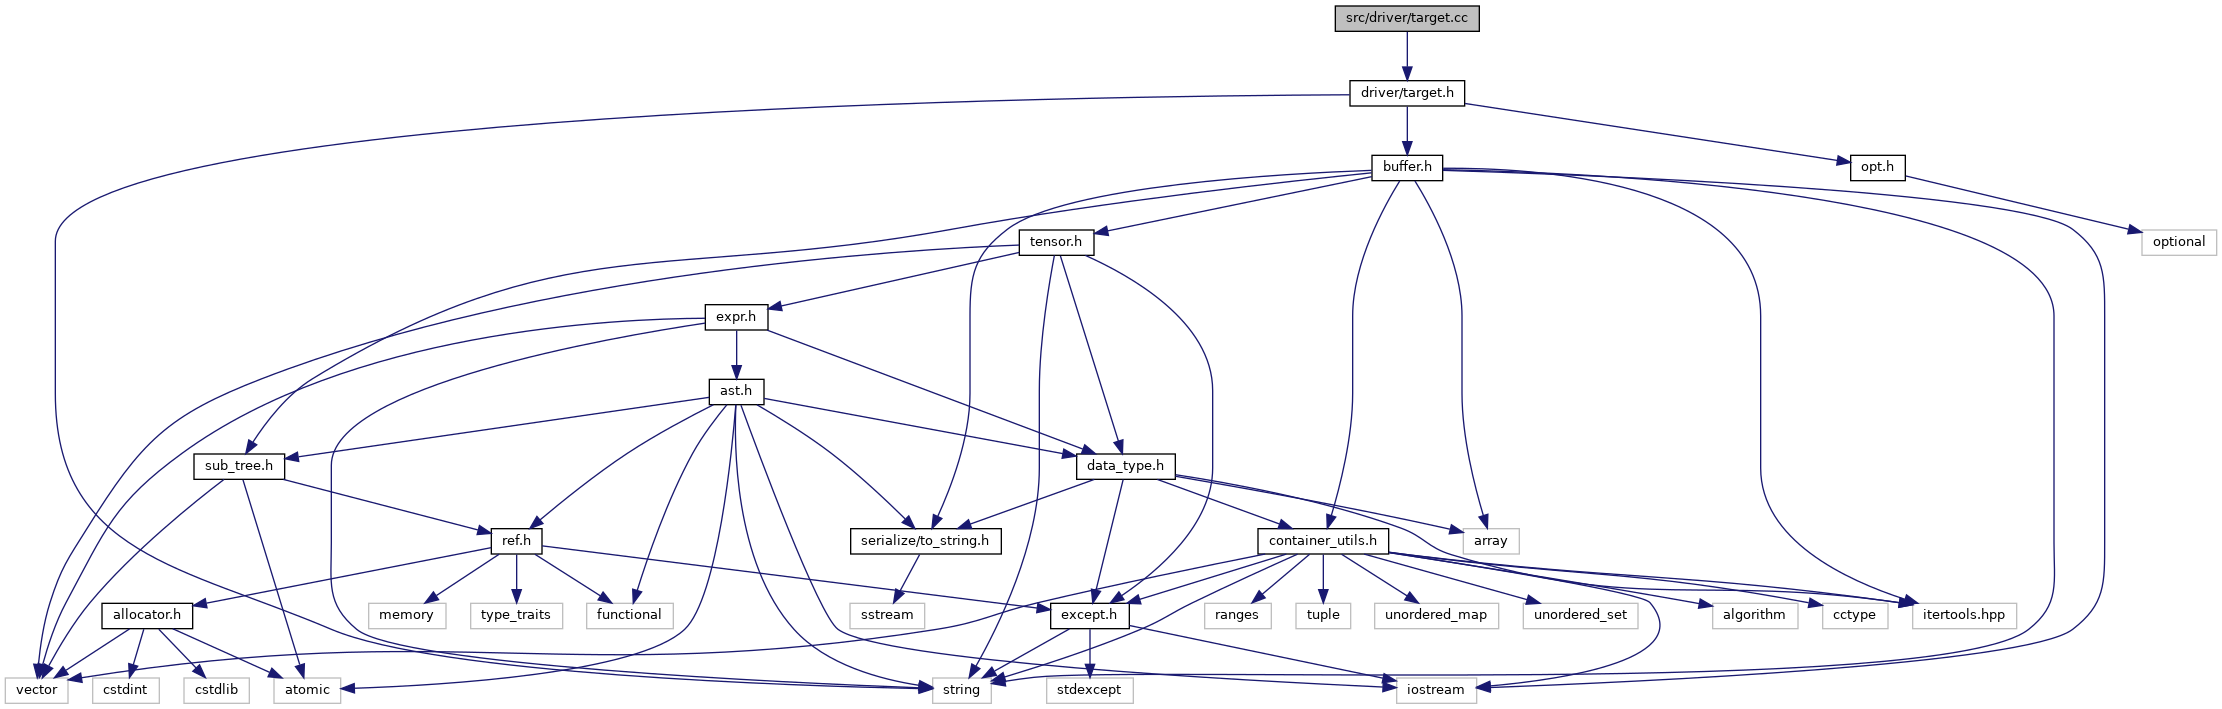 src/driver/target.cc
driver/target.h
buffer.h
opt.h
tensor.h
optional
expr.h
ast.h
sub_tree.h
data_type.h
ref.h
serialize/to_string.h
container_utils.h
array
allocator.h
memory
type_traits
functional
sstream
except.h
ranges
tuple
unordered_map
unordered_set
algorithm
cctype
itertools.hpp
vector
cstdint
cstdlib
atomic
string
stdexcept
iostream